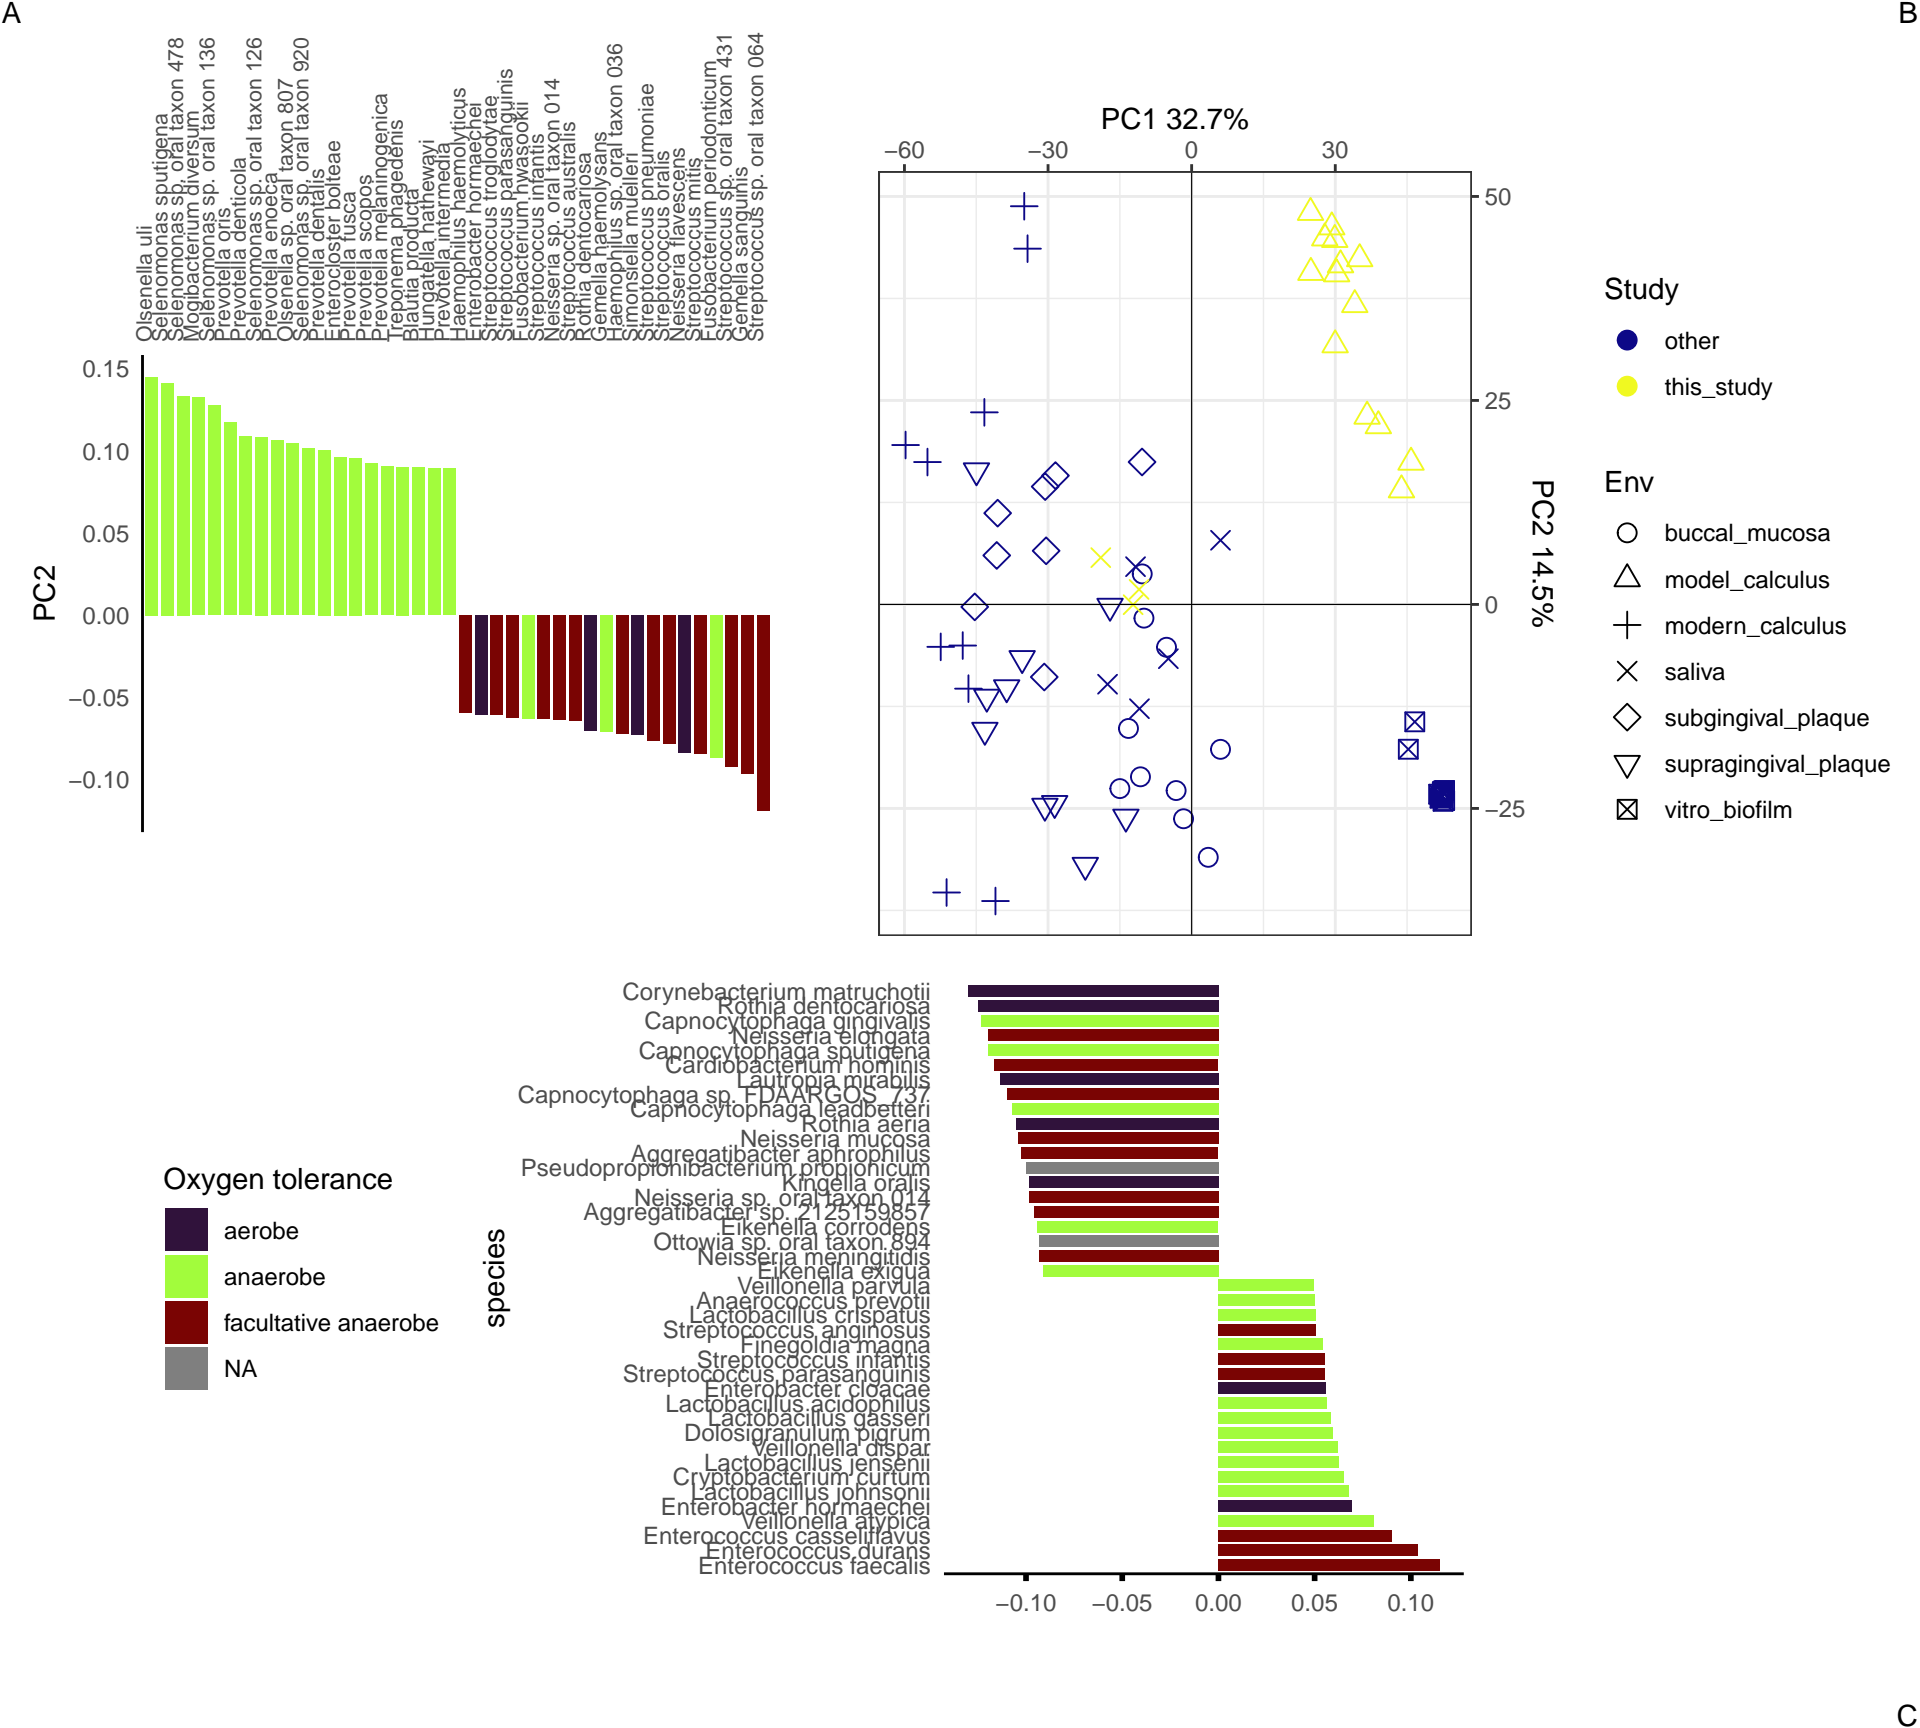 A
B
Olsenella uli
Selenomonas sputigena
Selenomonas sp. oral taxon 478
Mogibacterium diversum
Selenomonas sp. oral taxon 136
Prevotella oris
Prevotella denticola
Selenomonas sp. oral taxon 126
Prevotella enoeca
Olsenella sp. oral taxon 807
Selenomonas sp. oral taxon 920
Prevotella dentalis
Enterocloster bolteae
Prevotella fusca
Prevotella scopos
Prevotella melaninogenica
Treponema phagedenis
Blautia producta
Hungatella hathewayi
Prevotella intermedia
Haemophilus haemolyticus
Enterobacter hormaechei
Streptococcus troglodytae
Streptococcus parasanguinis
Fusobacterium hwasookii
Streptococcus infantis
Neisseria sp. oral taxon 014
Streptococcus australis
Rothia dentocariosa
Gemella haemolysans
Haemophilus sp. oral taxon 036
Simonsiella muelleri
Streptococcus pneumoniae
Streptococcus oralis
Neisseria flavescens
Streptococcus mitis
Fusobacterium periodonticum
Streptococcus sp. oral taxon 431
Gemella sanguinis
Streptococcus sp. oral taxon 064
PC2
0.15
0.10
0.05
0.00
−0.05
−0.10
PC1 32.7%
−60
−30
0
30
50
25
0
−25
PC2 14.5%
Study
other
this_study
Env
buccal_mucosa
model_calculus
modern_calculus
saliva
subgingival_plaque
supragingival_plaque
vitro_biofilm
Oxygen tolerance
aerobe
anaerobe
facultative anaerobe
NA
species
Corynebacterium matruchotii
Rothia dentocariosa
Capnocytophaga gingivalis
Neisseria elongata
Capnocytophaga sputigena
Cardiobacterium hominis
Lautropia mirabilis
Capnocytophaga sp. FDAARGOS_737
Capnocytophaga leadbetteri
Rothia aeria
Neisseria mucosa
Aggregatibacter aphrophilus
Pseudopropionibacterium propionicum
Kingella oralis
Neisseria sp. oral taxon 014
Aggregatibacter sp. 2125159857
Eikenella corrodens
Ottowia sp. oral taxon 894
Neisseria meningitidis
Eikenella exigua
Veillonella parvula
Anaerococcus prevotii
Lactobacillus crispatus
Streptococcus anginosus
Finegoldia magna
Streptococcus infantis
Streptococcus parasanguinis
Enterobacter cloacae
Lactobacillus acidophilus
Lactobacillus gasseri
Dolosigranulum pigrum
Veillonella dispar
Lactobacillus jensenii
Cryptobacterium curtum
Lactobacillus johnsonii
Enterobacter hormaechei
Veillonella atypica
Enterococcus casseliflavus
Enterococcus durans
Enterococcus faecalis
−0.10
−0.05
0.00
0.05
0.10
C